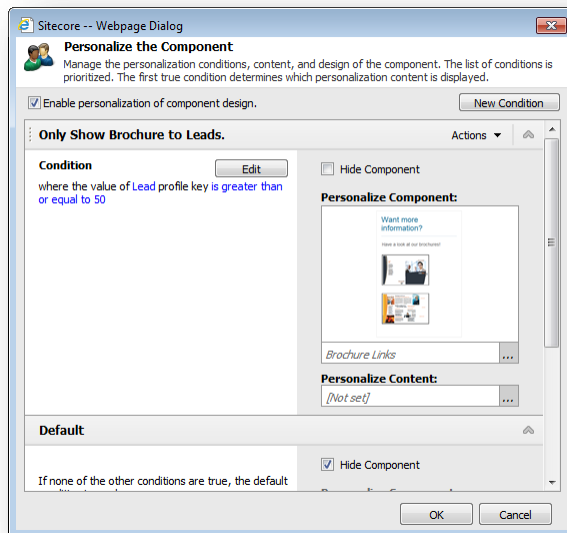 Sitecore -- Webpage Dialog
Personalize the Component
Manage the personalization conditions, content, and design of the component. The list of conditions is
prioritized. The first true condition determines which personalization content is displayed.
Enable personalization of component design.
New Condition
Only Show Brochure to Leads.
Actions
Condition
Edit
where the value of Lead profile key is greater than
or equal to 50
Hide Component
Personalize Component:
Want more
information?
Have a look at our brochures!
Brochure Links
...
Personalize Content:
[Not set]
...
Default
If none of the other conditions are true, the default
Hide Component
OK
Cancel